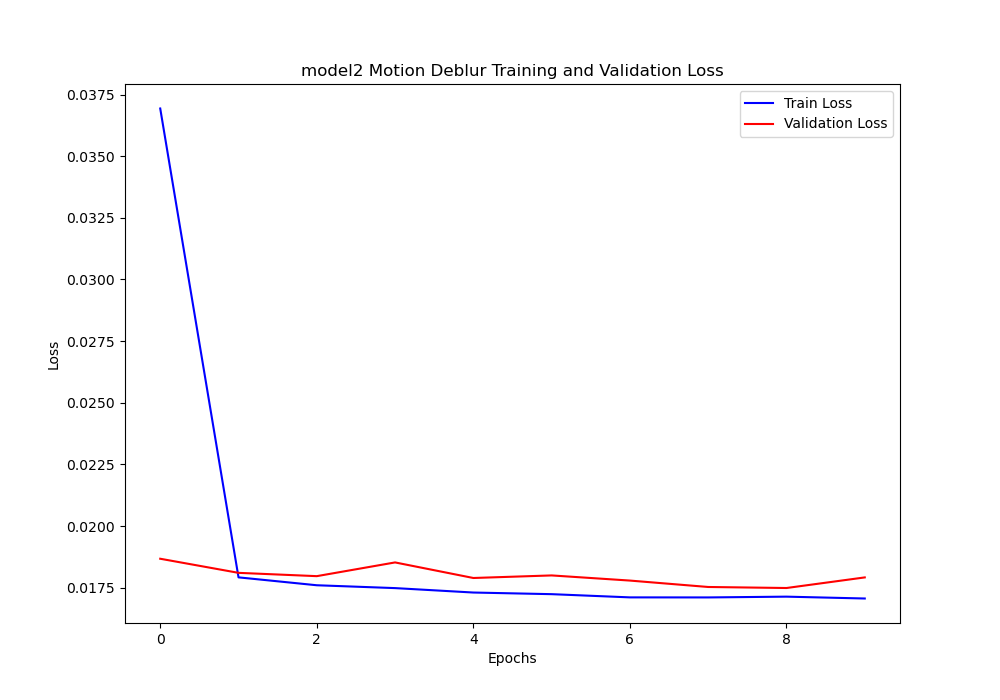 model2 Motion Deblur Training and Validation Loss
Train Loss
Validation Loss
0.0375
0.0350
0.0325
0.0300
0.0275
0.0250
0.0225
0.0200
0.0175
Loss
0 2 4 6 8
Epochs